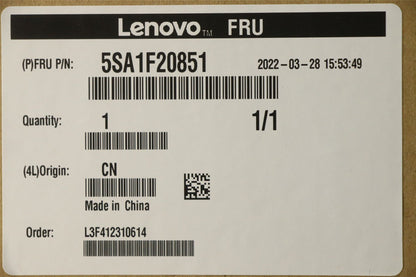 Lenovo™ FRU
(P)FRU P/N: 5SA1F20851 2022-03-28 15:53:49
Quantity: 1 1/1
(4L)Origin: CN
Made in China
Order: L3F412310614